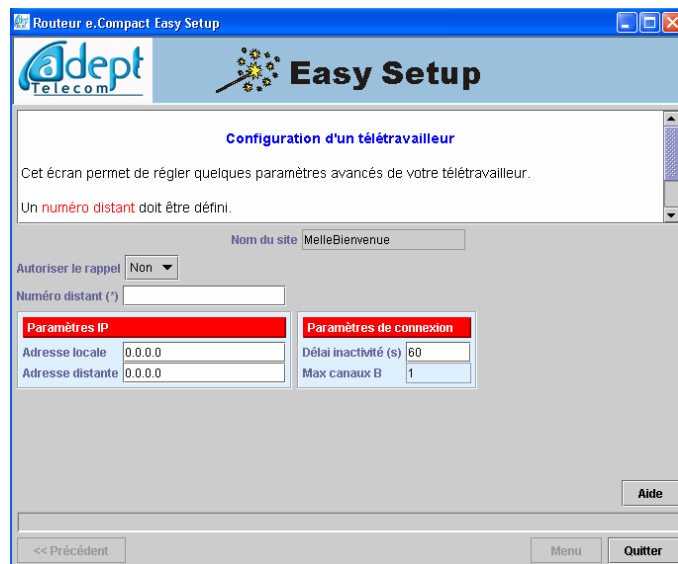 Routeur e.Compact Easy Setup
adept
Telecom
Easy Setup
Configuration d'un télétravailleur
Cet écran permet de régler quelques paramètres avancés de votre télétravailleur.
Un numéro distant doit être défini.
Nom du site MelleBienvenue
Autoriser le rappel Non
Numéro distant (*)
Paramètres IP
Adresse locale 0.0.0.0
Adresse distante 0.0.0.0
Paramètres de connexion
Délai inactivité (s) 60
Max canaux B 1
Aide
<< Précédent
Menu
Quitter